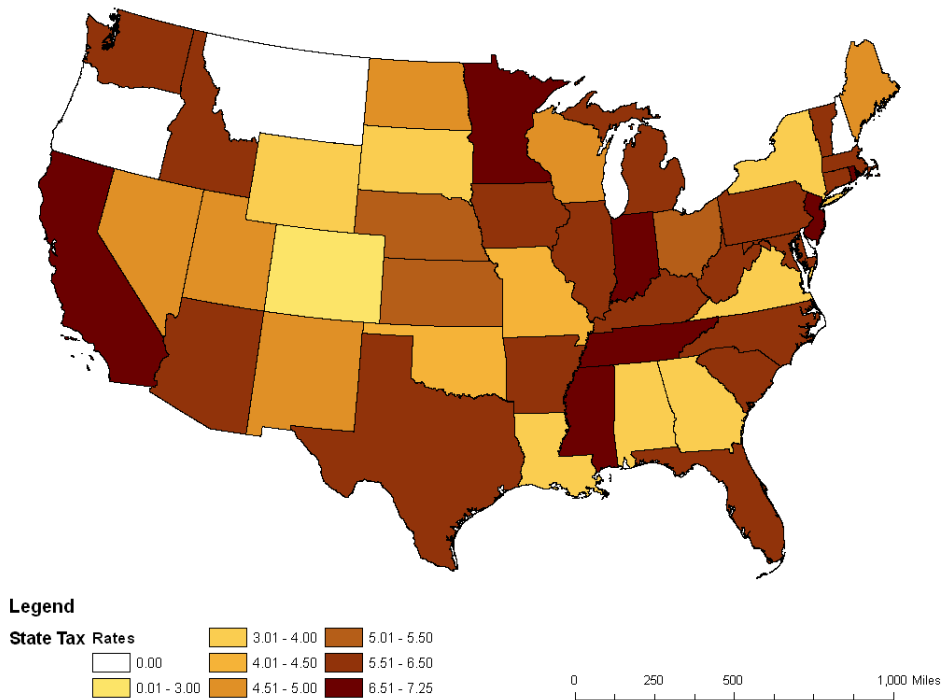 Legend
State Tax Rates
0.00
0.01 - 3.00
3.01 - 4.00
4.01 - 4.50
4.51 - 5.00
5.01 - 5.50
5.51 - 6.50
6.51 - 7.25
0 250 500 1,000 Miles